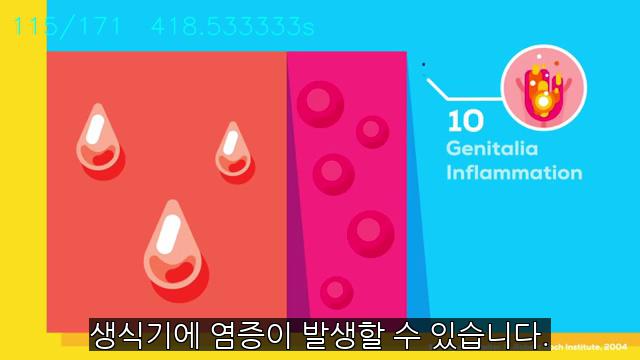 115/171 418.533333s
10
Genitalia
Inflammation
생식기에 염증이 발생할 수 있습니다.
Institute, 2004